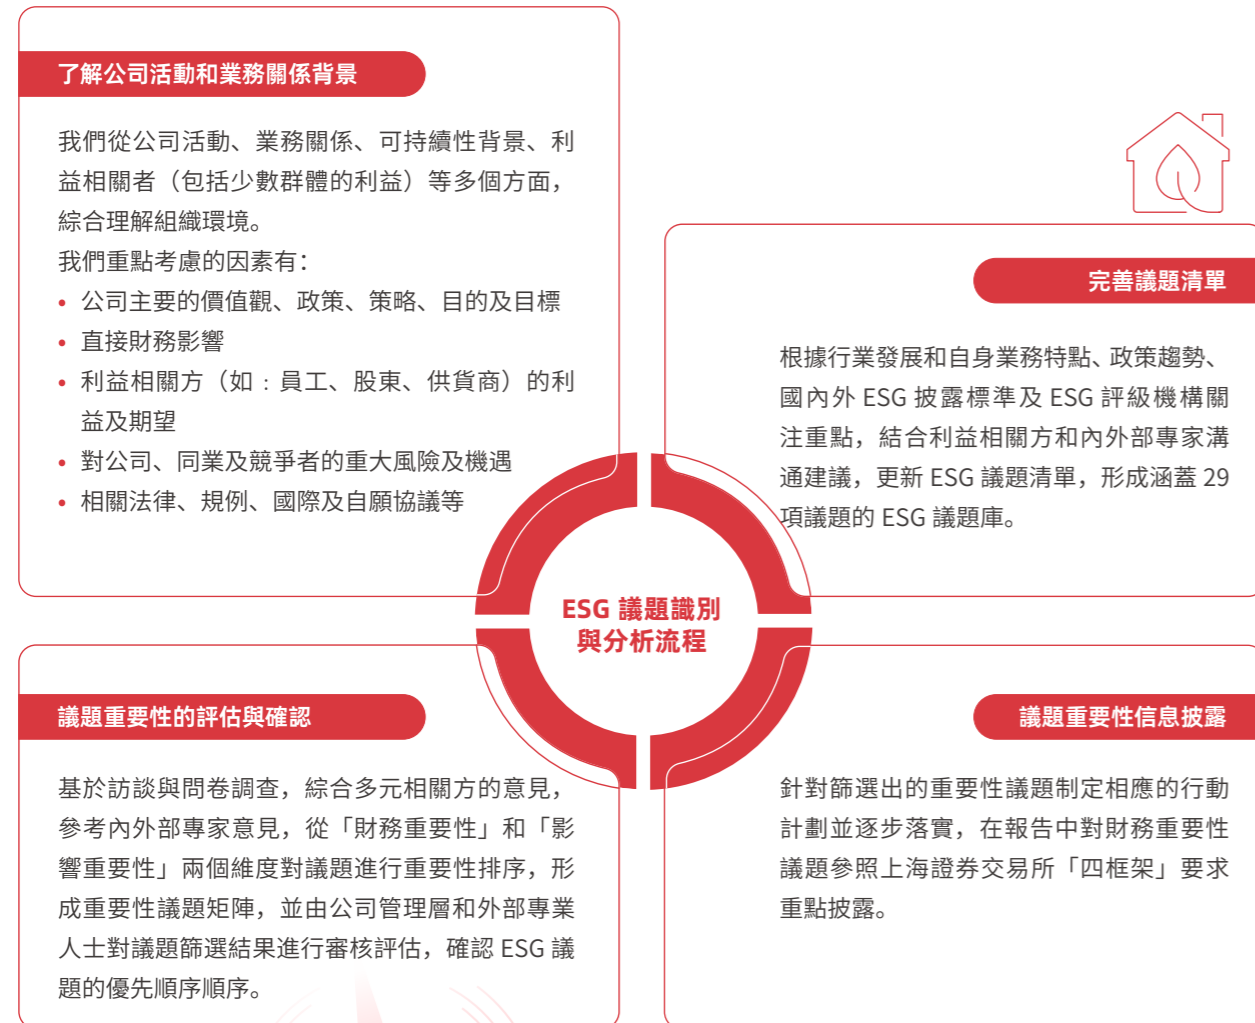 了解公司活動和業務關係背景
我們從公司活動、業務關係、可持續性背景、利
益相關者（包括少數群體的利益）等多個方面，
綜合理解組織環境。
我們重點考慮的因素有：
• 公司主要的價值觀、政策、策略、目的及目標
• 直接財務影響
• 利益相關方（如：員工、股東、供貨商）的利
益及期望
• 對公司、同業及競爭者的重大風險及機遇
• 相關法律、規例、國際及自願協議等
完善議題清單
根據行業發展和自身業務特點、政策趨勢、
國內外 ESG 披露標準及 ESG 評級機構關
注重點，結合利益相關方和內外部專家溝
通建議，更新 ESG 議題清單，形成涵蓋 29
項議題的 ESG 議題庫。
ESG 議題識別
與分析流程
議題重要性的評估與確認
基於訪談與問卷調查，綜合多元相關方的意見，
參考內外部專家意見，從「財務重要性」和「影
響重要性」兩個維度對議題進行重要性排序，形
成重要性議題矩陣，並由公司管理層和外部專業
人士對議題篩選結果進行審核評估，確認 ESG 議
題的優先順序順序。
議題重要性信息披露
針對篩選出的重要性議題制定相應的行動
計劃並逐步落實，在報告中對財務重要性
議題參照上海證券交易所「四框架」要求
重點披露。